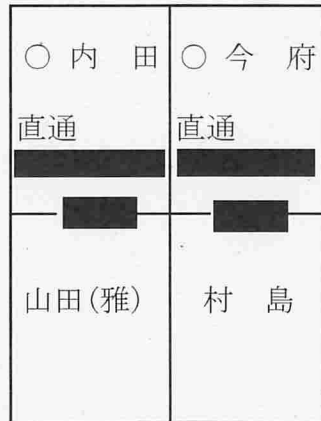 ○ 内 田
○ 今 府
直通
直通
山田(雅)
村 島